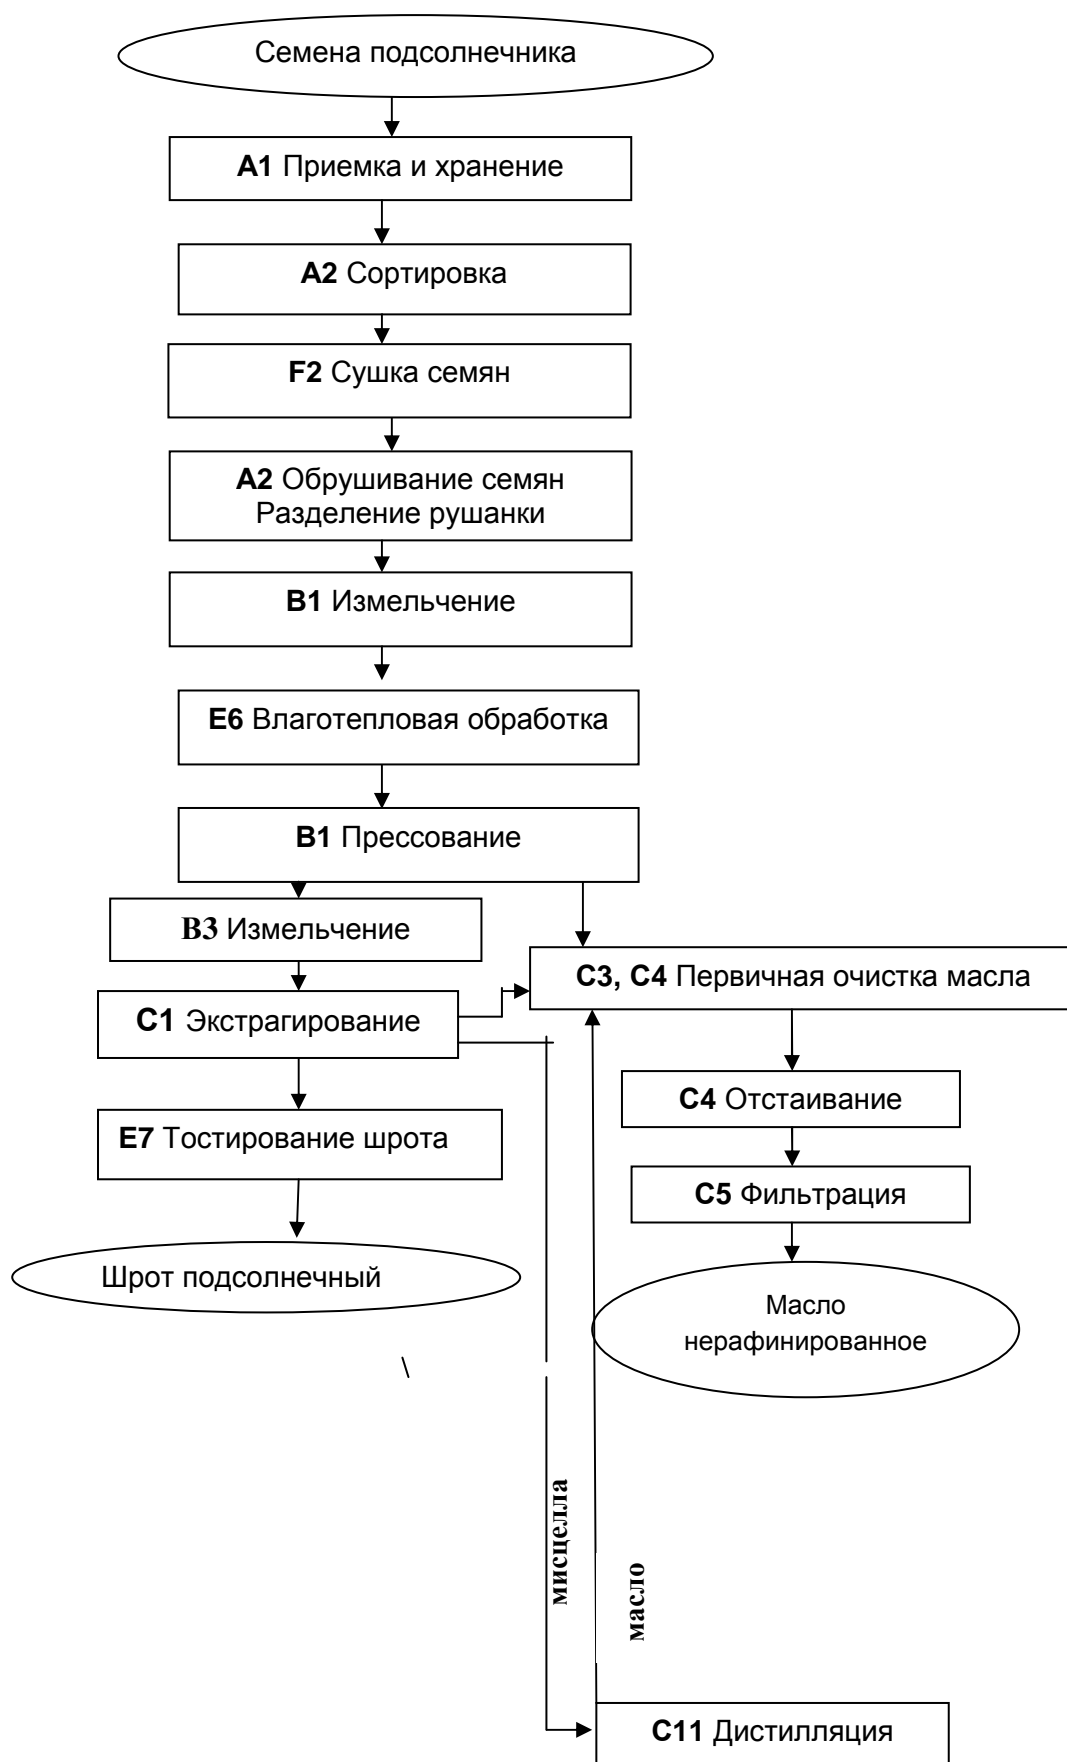 Семена подсолнечника
A1 Приемка и хранение
A2 Сортировка
F2 Сушка семян
A2 Обрушивание семян
Разделение рушанки
B1 Измельчение
E6 Влаготепловая обработка
B1 Прессование
B3 Измельчение
C3, C4 Первичная очистка масла
C1 Экстрагирование
C4 Отстаивание
E7 Тостирование шрота
C5 Фильтрация
Шрот подсолнечный
Масло
нерафинированное
\
мисцелла
масло
C11 Дистилляция